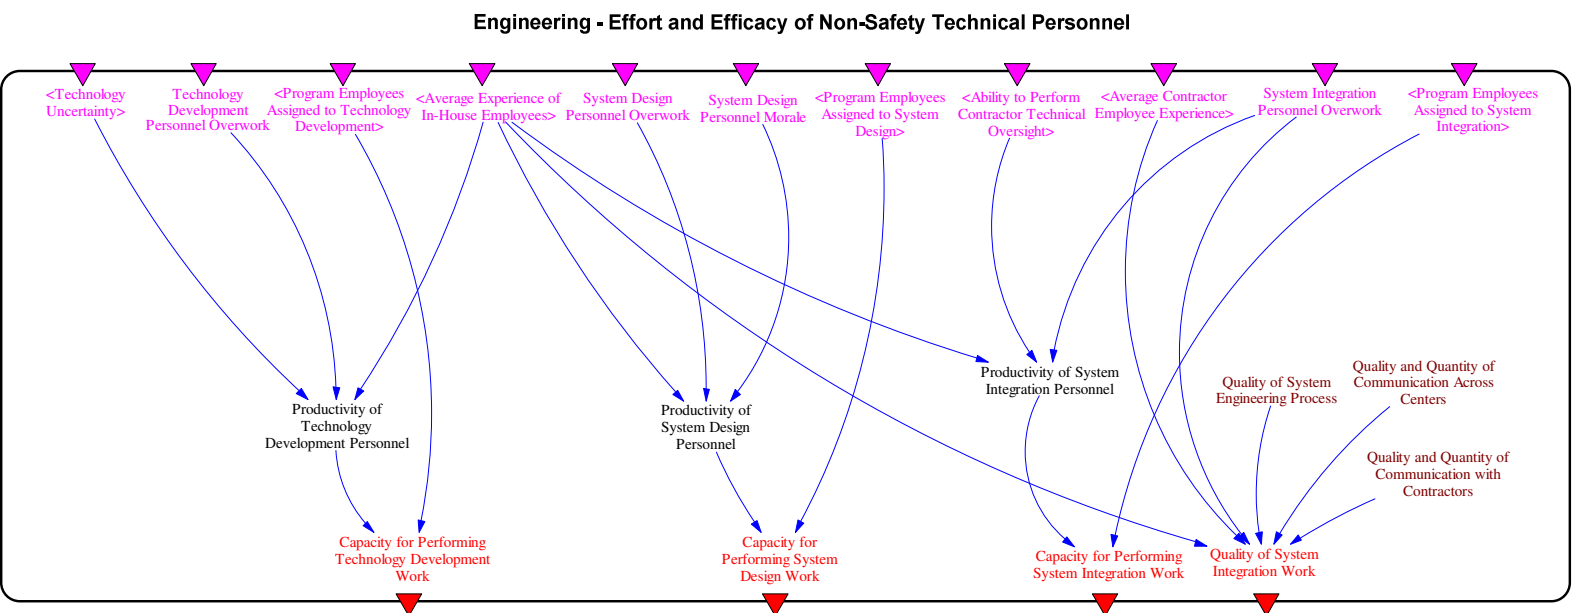 Engineering - Effort and Efficacy of Non-Safety Technical Personnel
<Technology
Uncertainty>
Technology
Development
Personnel Overwork
<Program Employees
Assigned to Technology
Development>
<Average Experience of
In-House Employees>
System Design
Personnel Overwork
System Design
Personnel Morale
<Program Employees
Assigned to System
Design>
<Ability to Perform
Contractor Technical
Oversight>
<Average Contractor
Employee Experience>
System Integration
Personnel Overwork
<Program Employees
Assigned to System
Integration>
Productivity of
Technology
Development Personnel
Productivity of
System Design
Personnel
Productivity of System
Integration Personnel
Quality of System
Engineering Process
Quality and Quantity of
Communication Across
Centers
Quality and Quantity of
Communication with
Contractors
Capacity for Performing
Technology Development
Work
Capacity for
Performing System
Design Work
Capacity for Performing
System Integration Work
Quality of System
Integration Work